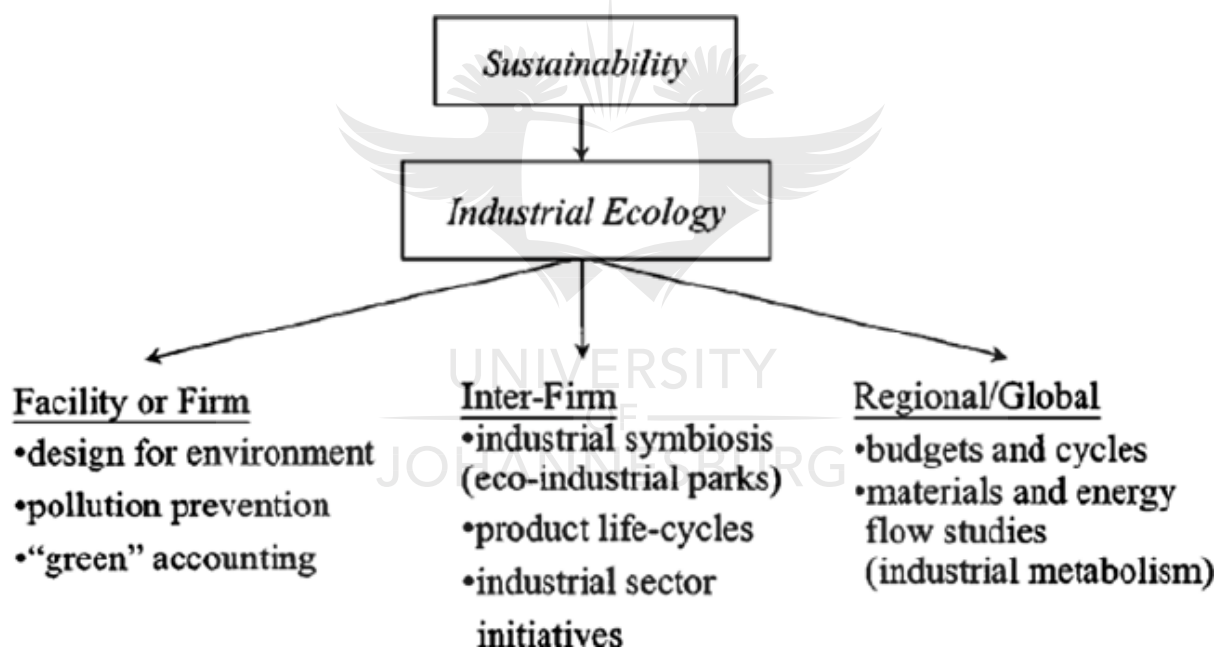 Sustainability
Industrial Ecology
Facility or Firm
•design for environment
•pollution prevention
•“green” accounting
Inter-Firm
•industrial symbiosis
(eco-industrial parks)
•product life-cycles
•industrial sector
initiatives
Regional/Global
•budgets and cycles
•materials and energy
flow studies
(industrial metabolism)
UNIVERSITY
OF
JOHANNESBURG